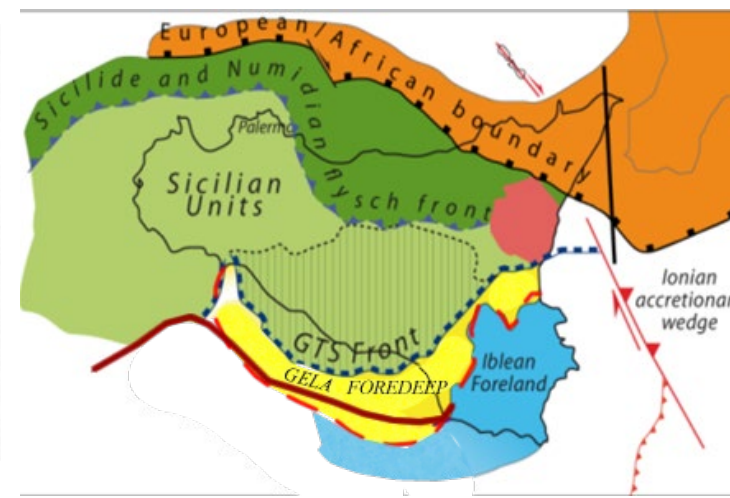 European/African boundary
Sicilide and Numidian flysch front
Palermo
Sicilian
Units
Ionian
accretionar
wedge
GTS Front
Iblean
Foreland
GELA FOREDEEP